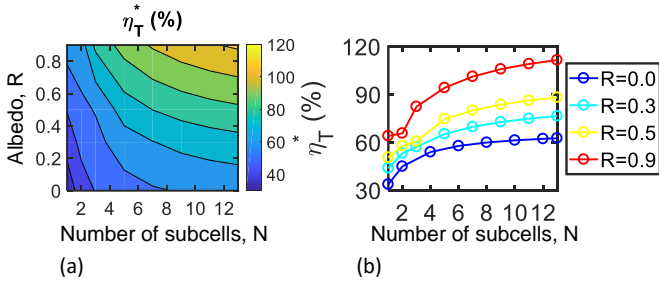 η*T (%)
Albedo, R
0.8
0.6
0.4
0.2
0
2 4 6 8 10 12
Number of subcells, N
(a)
120
100
80
60
40
η*T (%)
120
90
60
30
2 4 6 8 10 12
Number of subcells, N
(b)
R=0.0
R=0.3
R=0.5
R=0.9